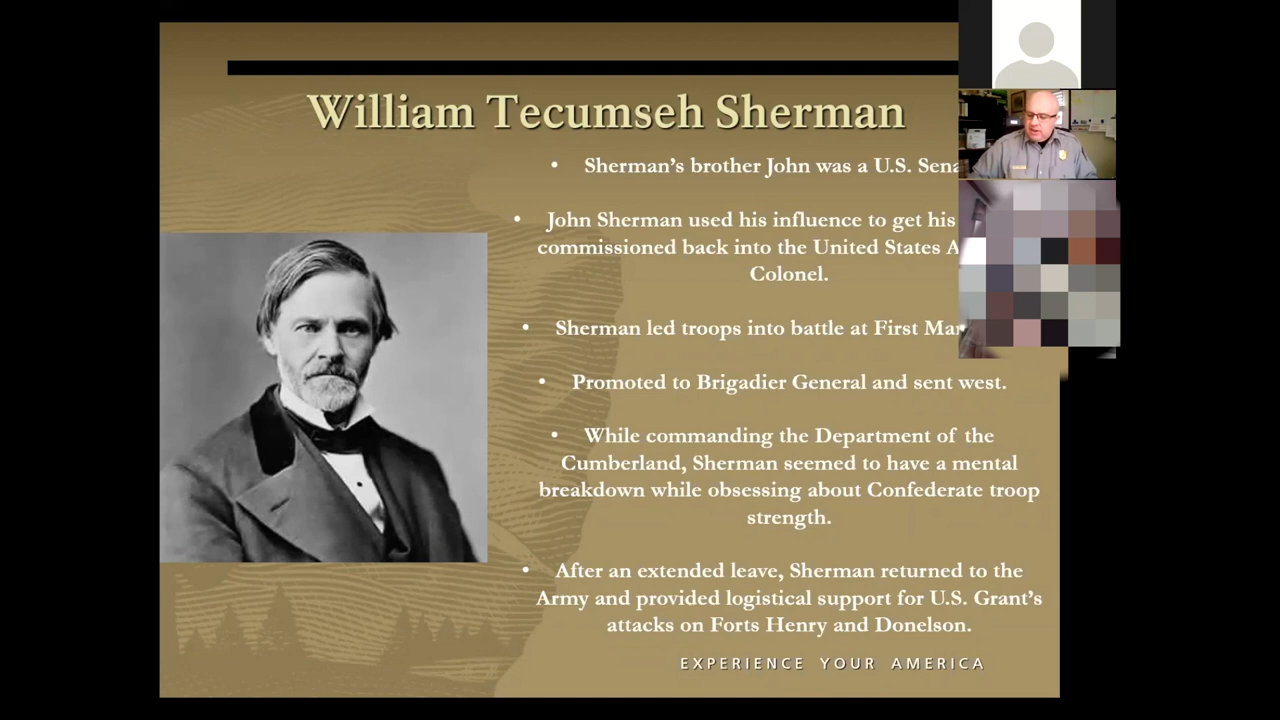 William Tecumseh Sherman
• Sherman's brother John was a U.S.
• John Sherman used his influence to get his
commissioned back into the United States
Colonel.
• Sherman led troops into battle at First
• Promoted to Brigadier General and sent west.
• While commanding the Department of the
Cumberland, Sherman seemed to have a mental
breakdown while obsessing about Confederate troop
strength.
• After an extended leave, Sherman returned to the
Army and provided logistical support for U.S. Grant's
attacks on Forts Henry and Donelson.
EXPERIENCE YOUR AMERICA